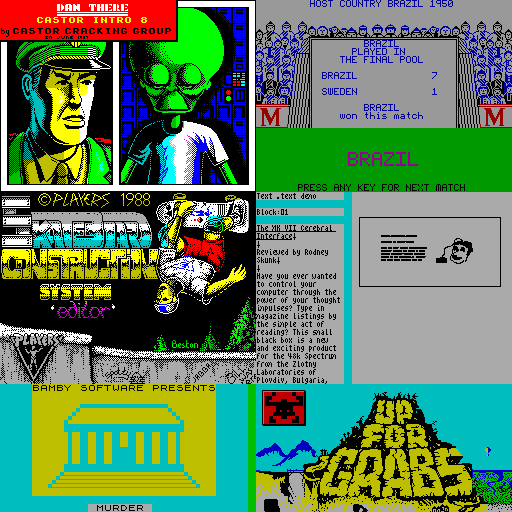 DAN THERE
CASTOR INTRO 8
by CASTOR CRACKING GROUP
HOST COUNTRY BRAZIL 1950
BRAZIL
PLAYED IN
THE FINAL POOL
BRAZIL 7
SWEDEN 1
BRAZIL
won this match
M M
BRAZIL
PRESS ANY KEY FOR NEXT MATCH
© PLAYERS 1988
CONSTRUCTION
SYSTEM
editor
Beston
PLAYERS
Text .text demo
Block:01
The MK VII Cerebral
Interface↓
↓
Reviewed by Rodney
Skunk↓
↓
Have you ever wanted
to control your
computer through the
power of your thought
impulses? Type in
magazine listings by
the simple act of
reading? This small
black box is a new
and exciting product
for the 48k Spectrum
from the Zlotny
Laboratories of
Plovdiv, Bulgaria,
BAMBY SOFTWARE PRESENTS
MURDER
UP
FOR
GRABS